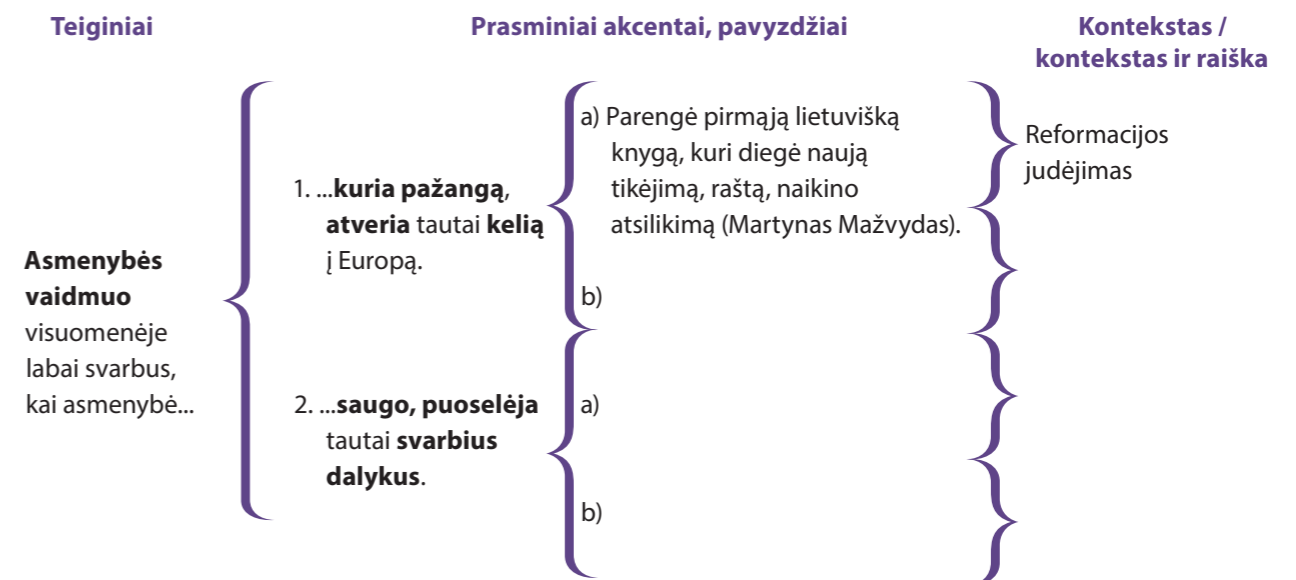 Teiginiai
Prasminiai akcentai, pavyzdžiai
Kontekstas /
kontekstas ir raiška
Asmenybės
vaidmuo
visuomenėje
labai svarbus,
kai asmenybė...
1. ...kuria pažangą,
atveria tautai kelią
į Europą.
a) Parengė pirmąją lietuvišką
knygą, kuri diegė naują
tikėjimą, raštą, naikino
atsilikimą (Martynas Mažvydas).
Reformacijos
judėjimas
b)
2. ...saugo, puoselėja
tautai svarbius
dalykus.
a)
b)